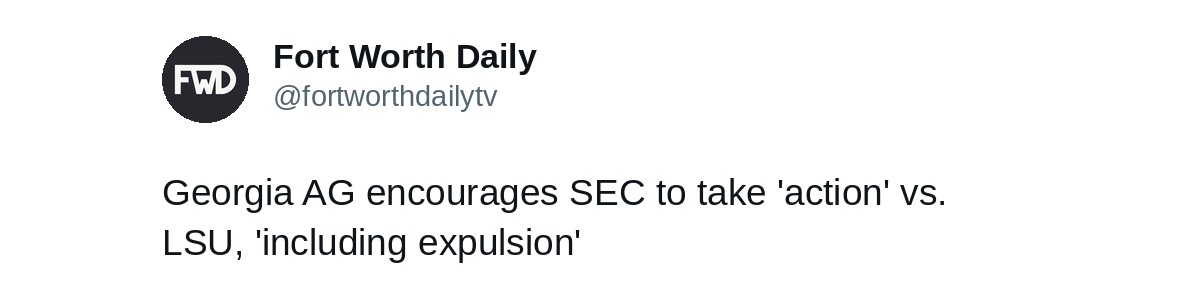 FWD
Fort Worth Daily
@fortworthdailytv
Georgia AG encourages SEC to take 'action' vs.
LSU, 'including expulsion'